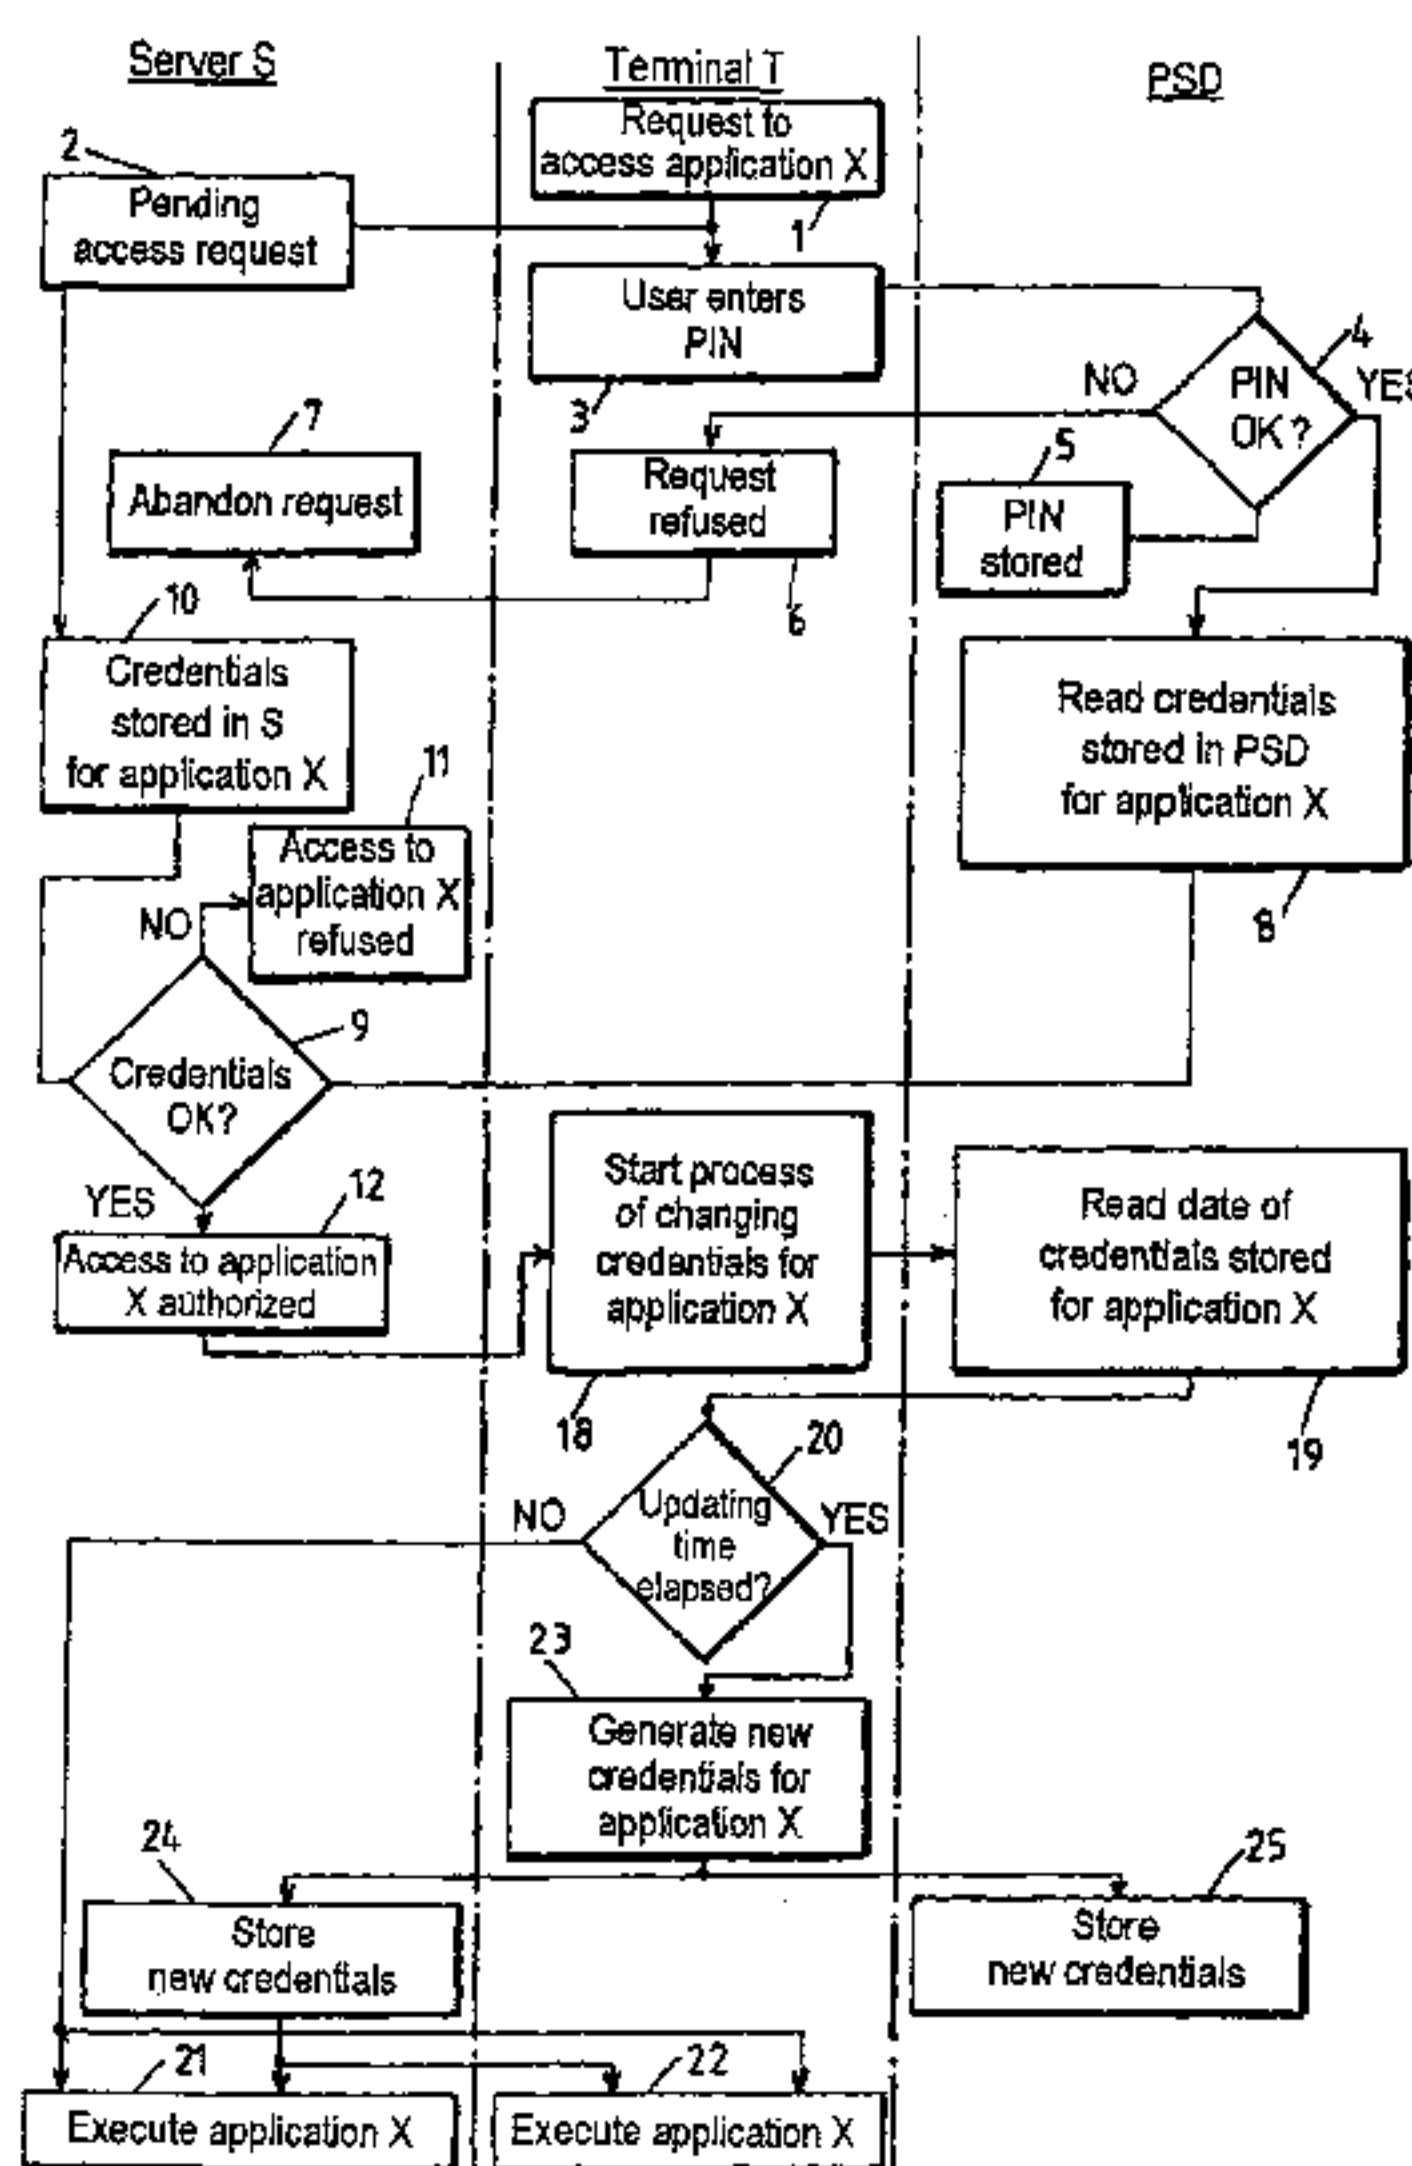 Server S
Terminal T
PSD
Request to
access application X
1
2
Pending
access request
User enters
PIN
3
4
PIN
OK?
NO
YES
5
PIN
stored
7
Abandon request
Request
refused
6
10
Credentials
stored in S
for application X
Read credentials
stored in PSD
for application X
8
11
Access to
application X
refused
NO
9
Credentials
OK?
YES
12
Access to application
X authorized
Start process
of changing
credentials for
application X
18
Read date of
credentials stored
for application X
19
20
Updating
time
elapsed?
NO
YES
23
Generate new
credentials for
application X
24
Store
new credentials
25
Store
new credentials
21
Execute application X
22
Execute application X